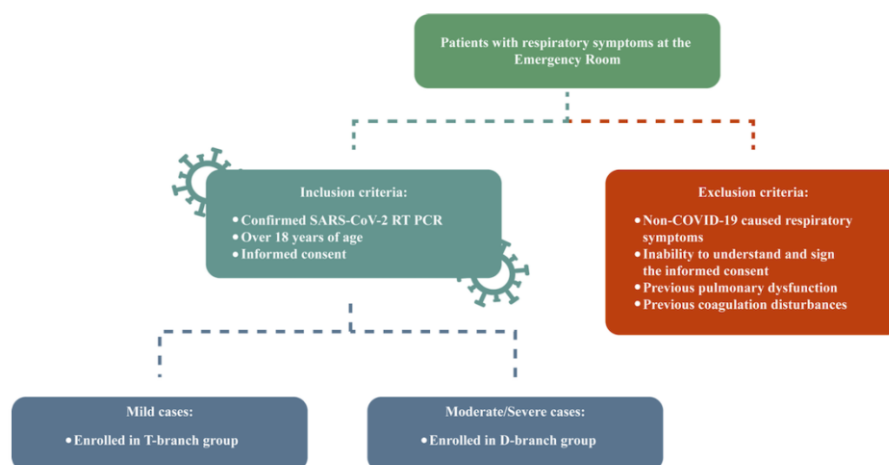 Patients with respiratory symptoms at the
Emergency Room
Inclusion criteria:
• Confirmed SARS-CoV-2 RT PCR
• Over 18 years of age
• Informed consent
Exclusion criteria:
• Non-COVID-19 caused respiratory
symptoms
• Inability to understand and sign
the informed consent
• Previous pulmonary dysfunction
• Previous coagulation disturbances
Mild cases:
• Enrolled in T-branch group
Moderate/Severe cases:
• Enrolled in D-branch group